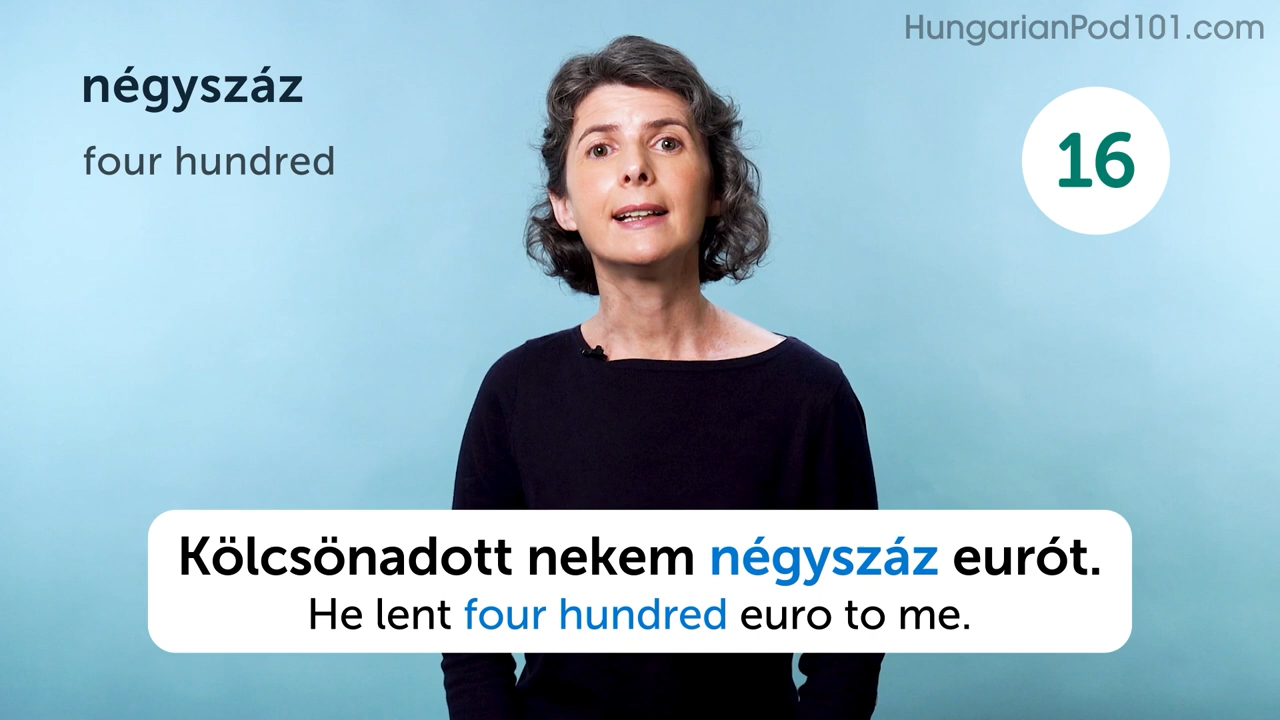 HungarianPod101.com
négyszáz
four hundred
16
Kölcsönadott nekem négyszáz eurót.
He lent four hundred euro to me.